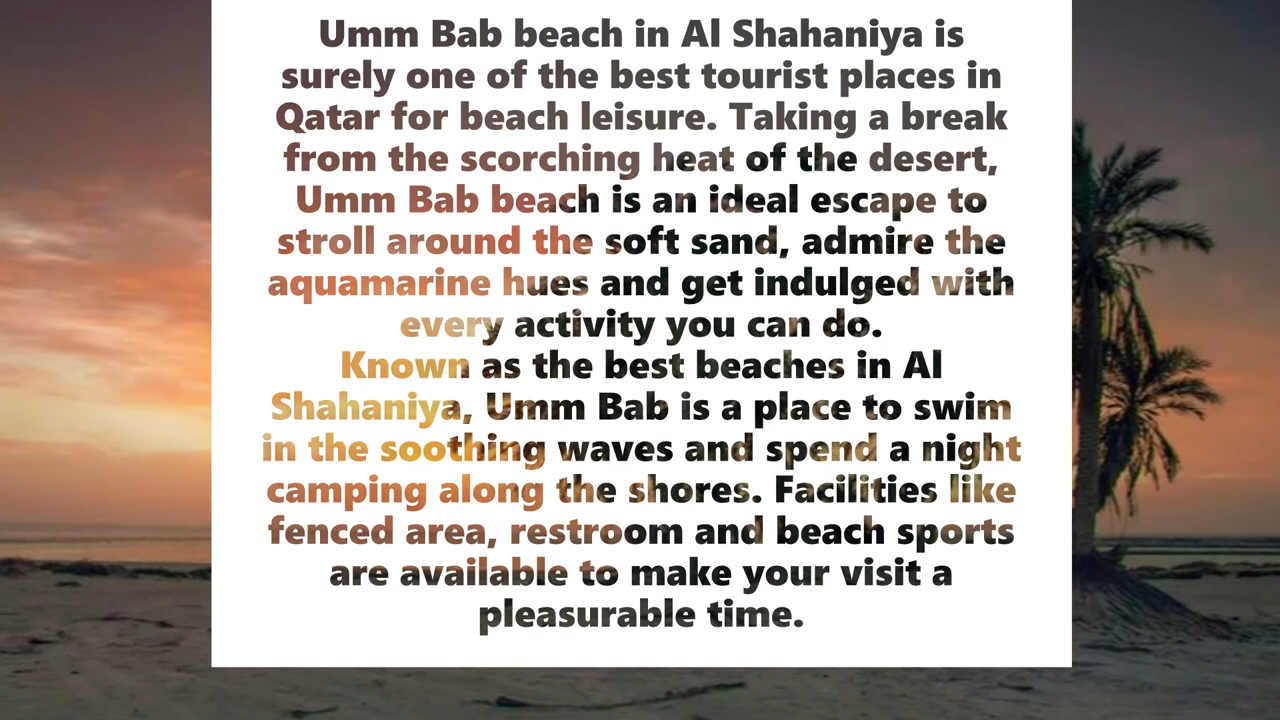 Umm Bab beach in Al Shahaniya is
surely one of the best tourist places in
Qatar for beach leisure. Taking a break
from the scorching heat of the desert,
Umm Bab beach is an ideal escape to
stroll around the soft sand, admire the
aquamarine hues and get indulged with
every activity you can do.
Known as the best beaches in Al
Shahaniya, Umm Bab is a place to swim
in the soothing waves and spend a night
camping along the shores. Facilities like
fenced area, restroom and beach sports
are available to make your visit a
pleasurable time.